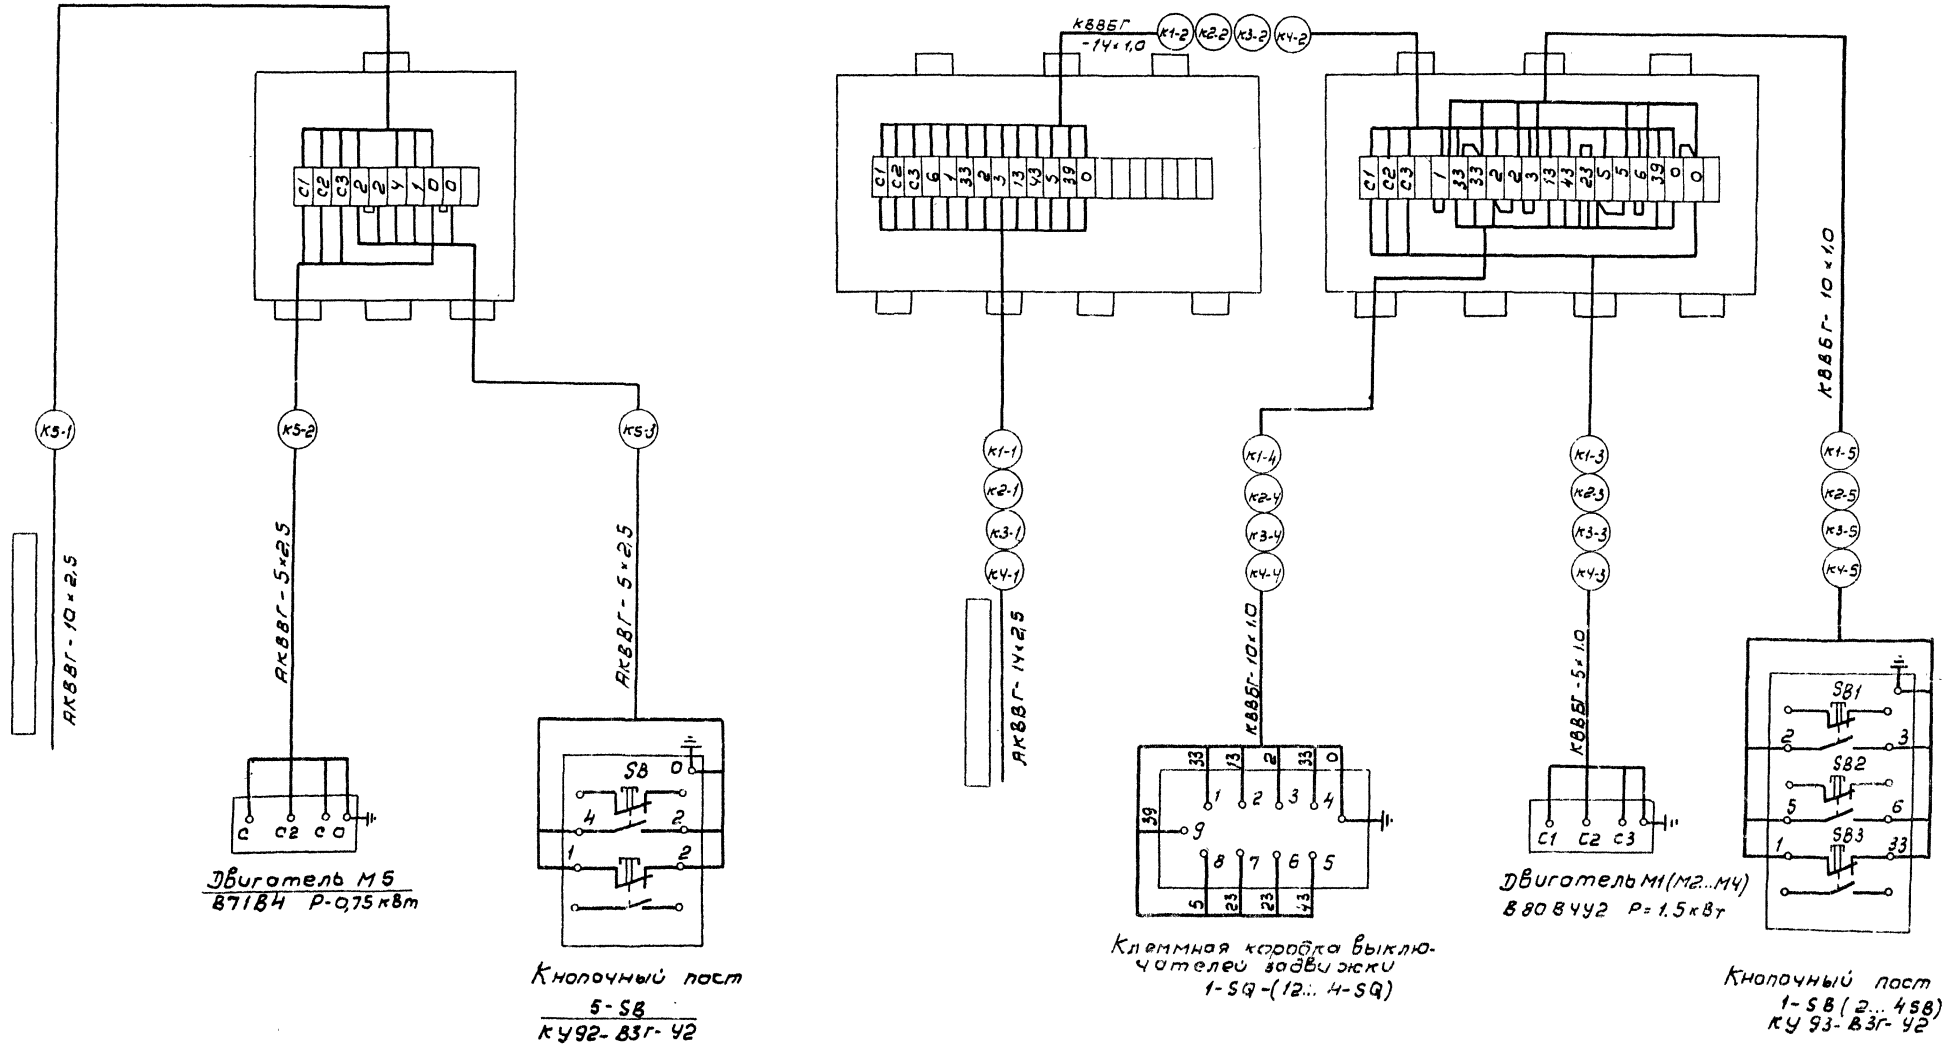 КВВБГ
-14×1,0
К1-2 К2-2 К3-2 К4-2
С1 С2 С3 2 2 4 1 0 0
С1 С2 С3 6 1 33 2 3 13 43 5 39 0
С1 С2 С3 1 33 33 2 2 3 13 43 23 5 5 6 39 0 0
К5-1
К5-2
К5-3
К1-1
К2-1
К3-1
К4-1
К1-4
К2-4
К3-4
К4-4
К1-3
К2-3
К3-3
К4-3
К1-5
К2-5
К3-5
К4-5
АКВВГ-10×2,5
АКВВГ-5×2,5
АКВВГ-5×2,5
АКВВГ-14×2,5
КВВБГ-10×1.0
КВВБГ-5×1.0
КВВБГ-10×1.0
С С2 С 0
Двигатель М5
В71В4 Р-0,75 кВт
SB 0
4 2
1 2
Кнопочный пост
5-SB
КУ92-ВЗГ-У2
33 13 2 33 0
1 2 3 4
39 9
8 7 6 5
5 23 23 43
Клеммная коробка выклю-
чателей задвижки
1-SQ-(12... 4-SQ)
С1 С2 С3
Двигатель М1(М2...М4)
В80В4У2 Р=1.5кВт
SB1
2 3
SB2
5 6
SB3
1 33
Кнопочный пост
1-SB(2...4SB)
КУ93-ВЗГ-У2